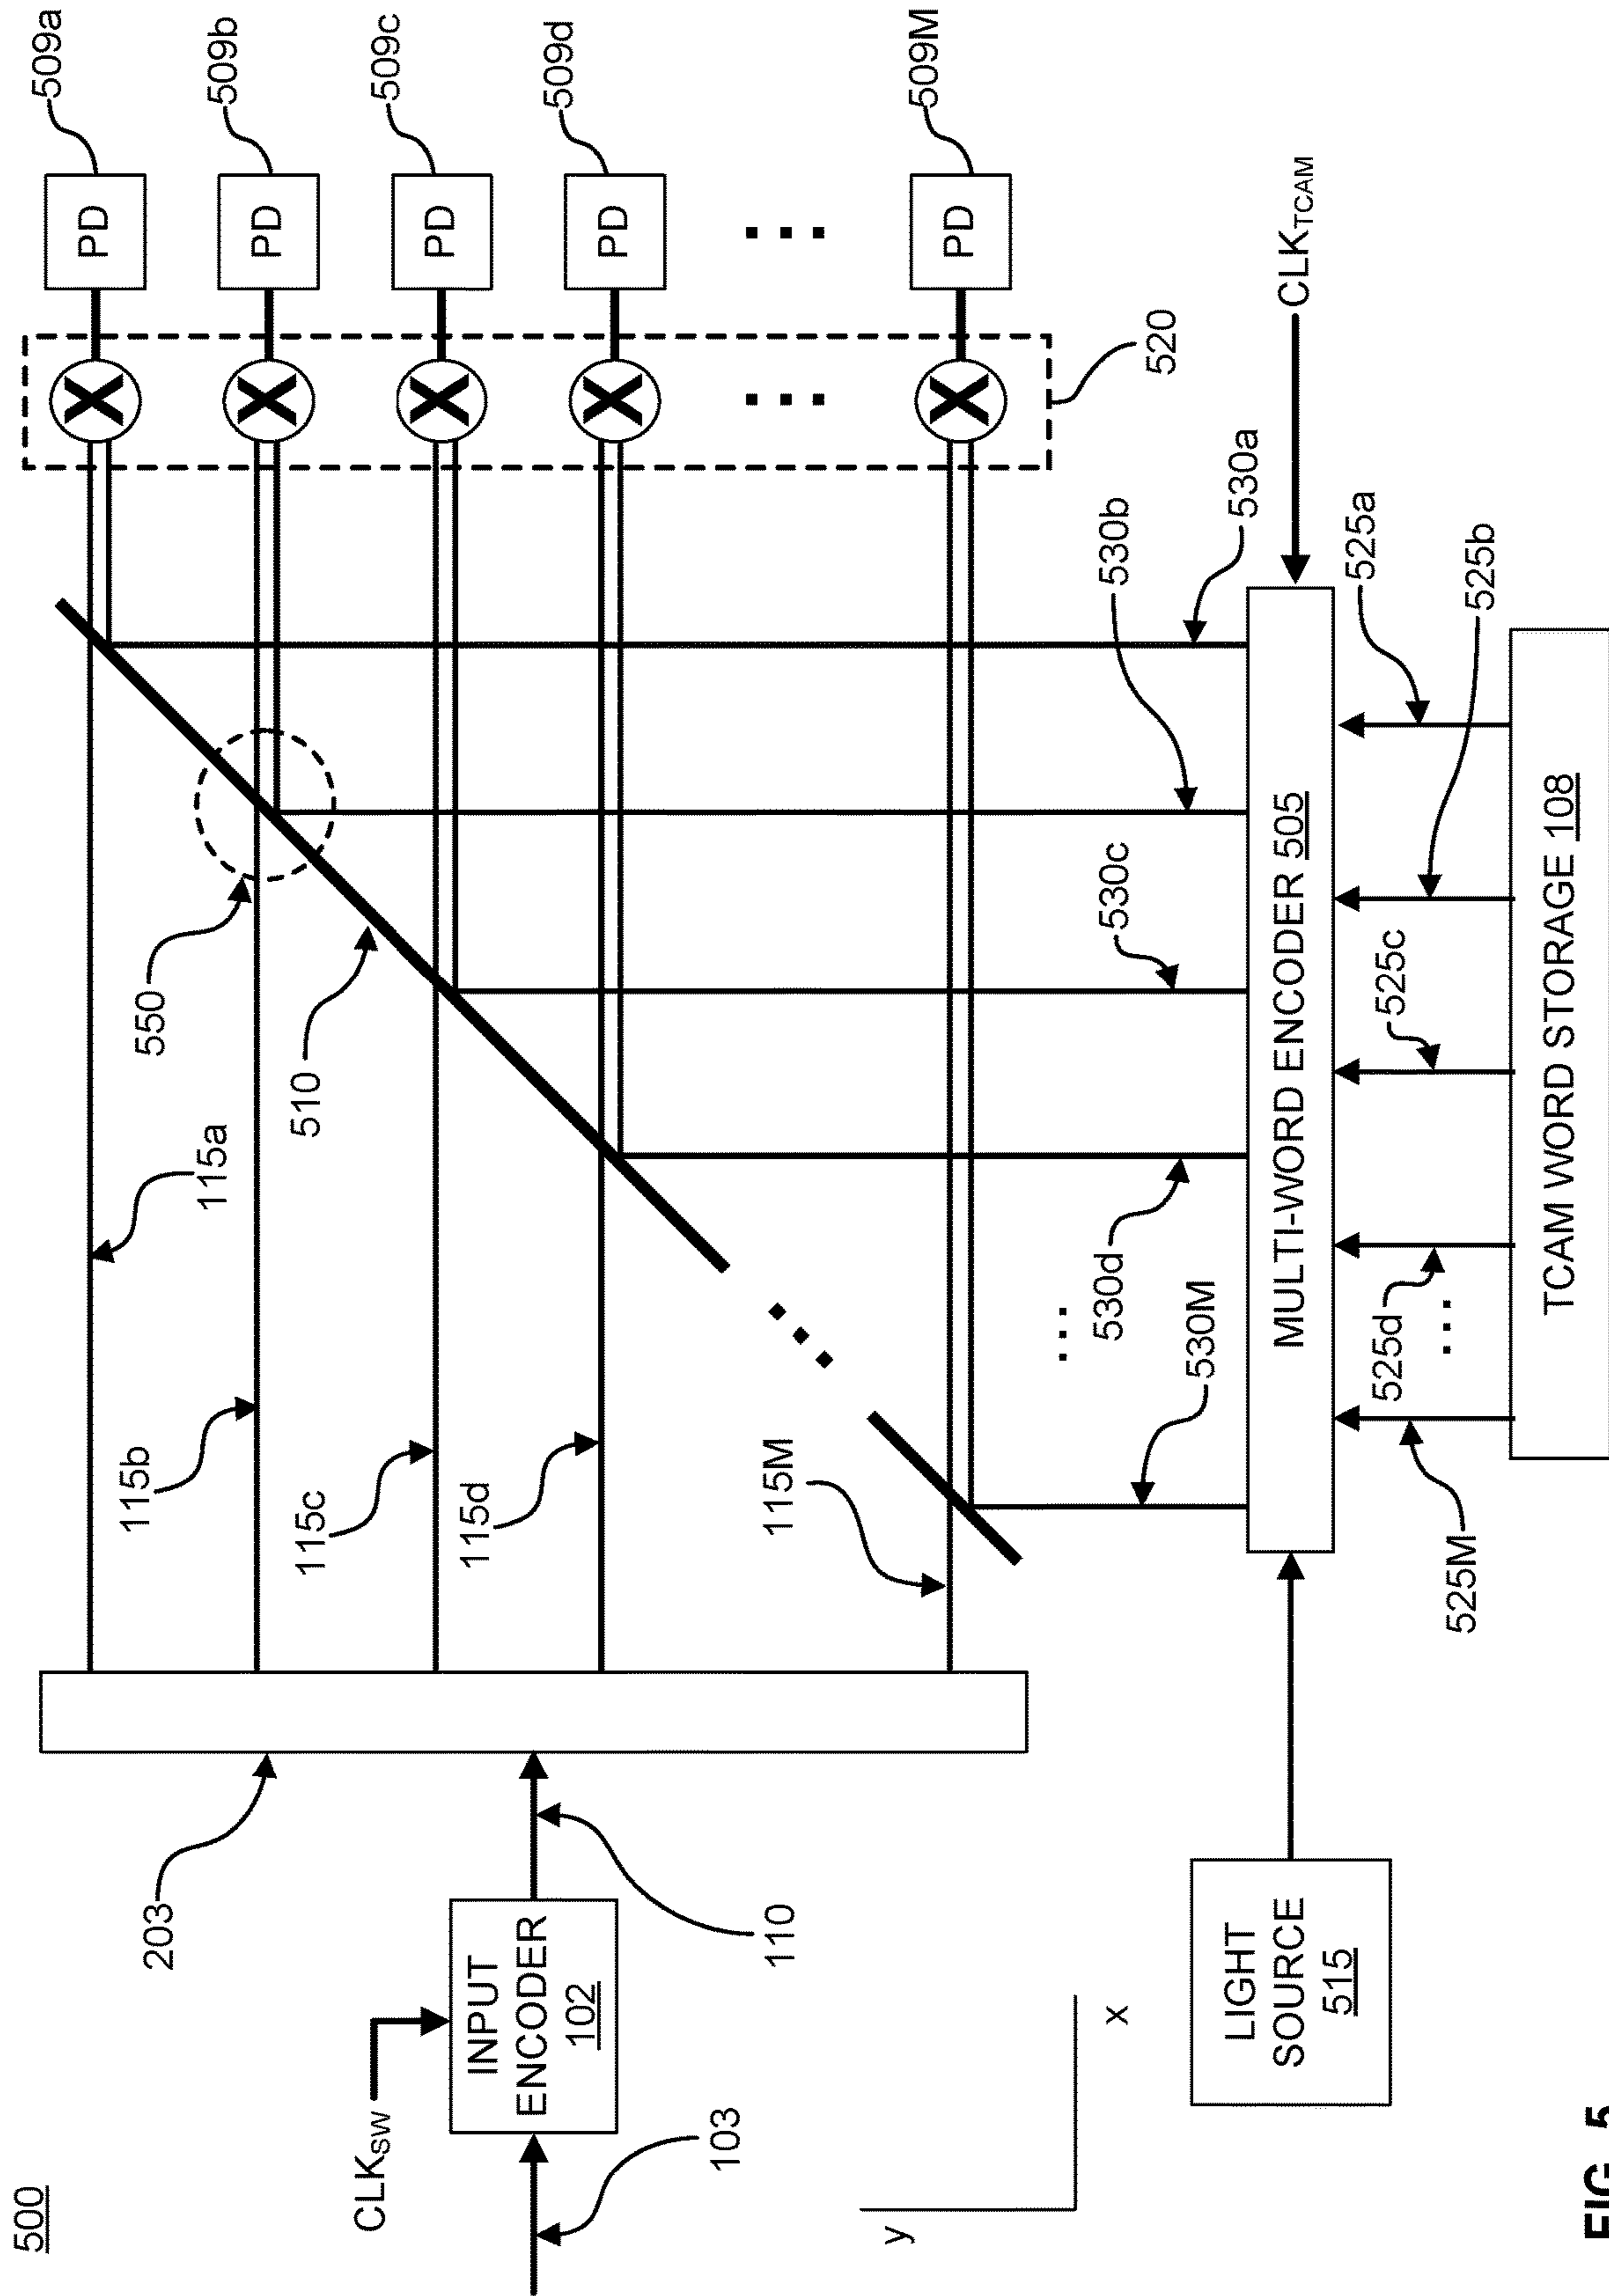 500
CLK_SW
103
INPUT
ENCODER
102
110
203
115a
115b
115c
115d
115M
550
510
509a
509b
509c
509d
509M
PD
PD
PD
PD
...
PD
X
X
X
X
...
X
520
530a
530b
530c
530d
...
530M
CLK_TCAM
MULTI-WORD ENCODER 505
525a
525b
525c
525d
...
525M
TCAM WORD STORAGE 108
LIGHT
SOURCE
515
y
x
FIG. 5